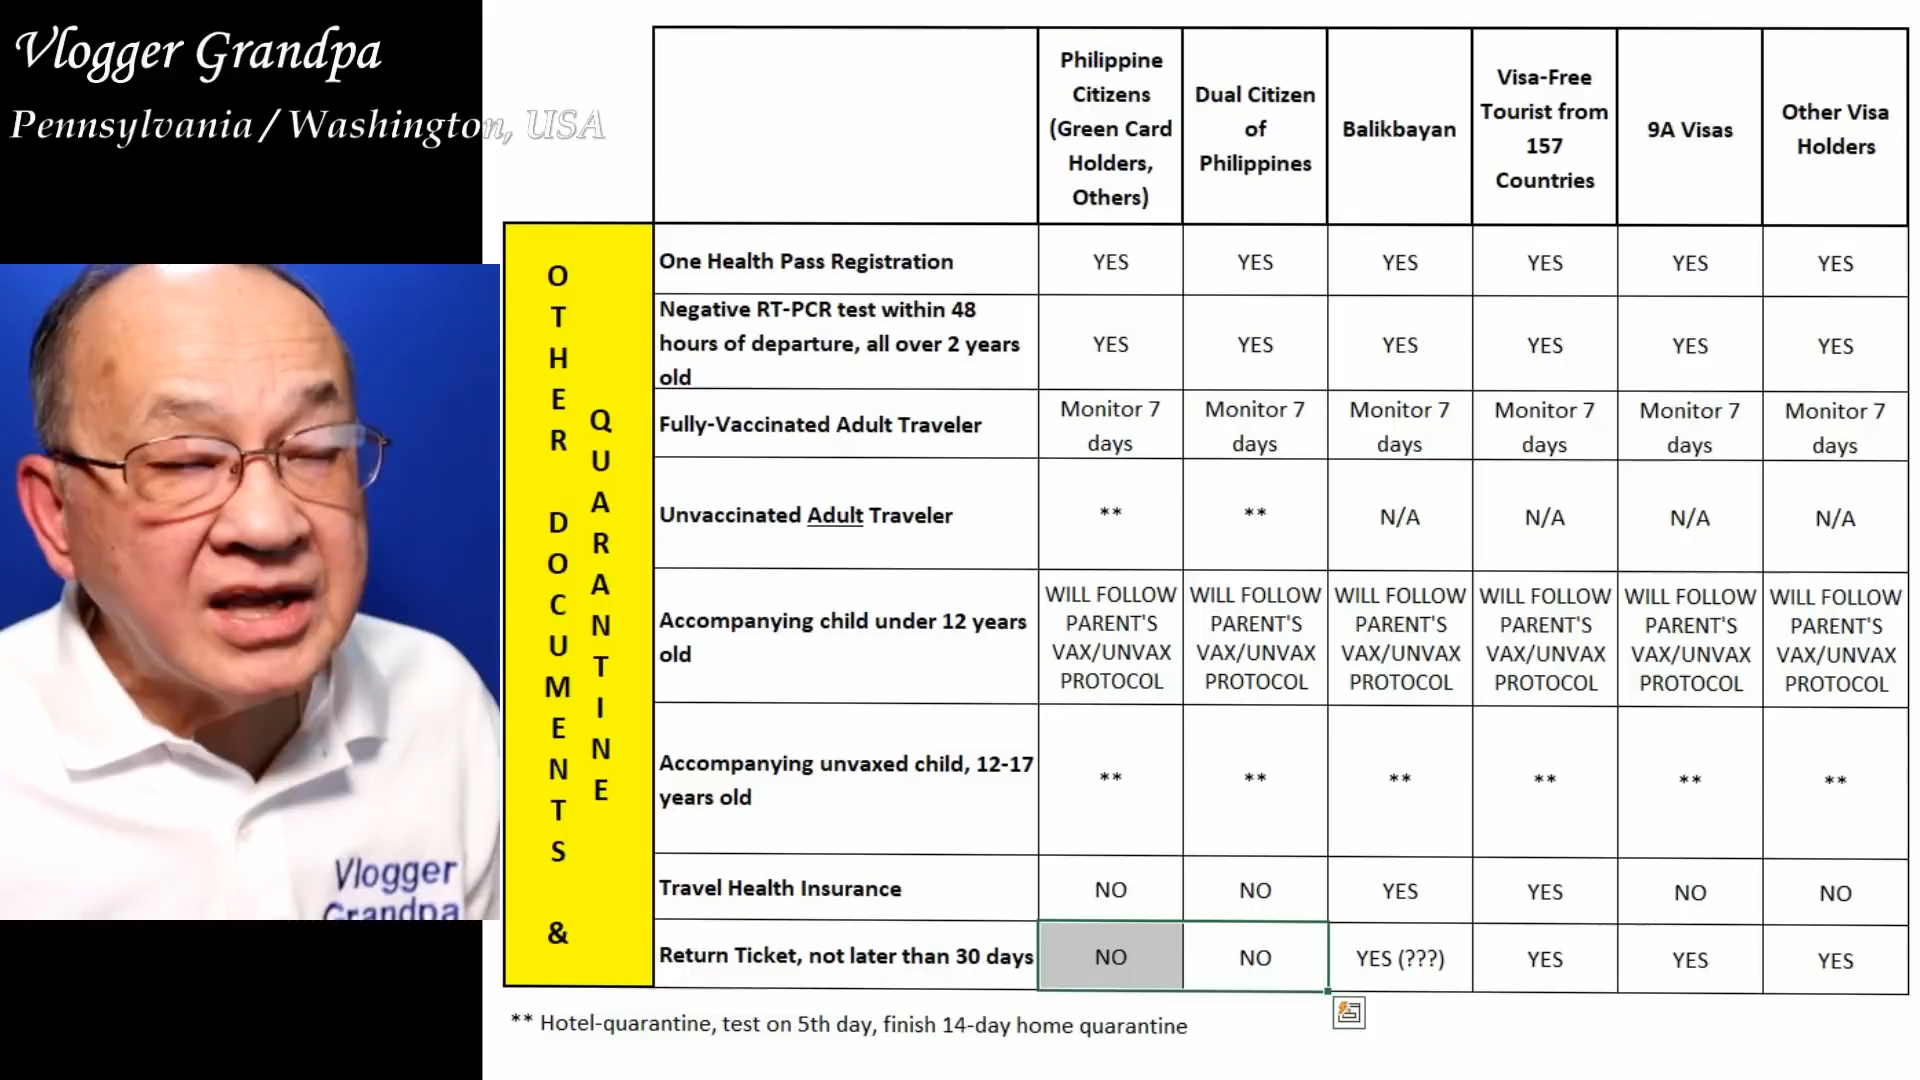 Vlogger Grandpa
Pennsylvania / Washington, USA
Philippine
Citizens
(Green Card
Holders,
Others)
Dual Citizen
of
Philippines
Balikbayan
Visa-Free
Tourist from
157
Countries
9A Visas
Other Visa
Holders
OTHER DOCUMENTS &
QUARANTINE
One Health Pass Registration
YES
YES
YES
YES
YES
YES
Negative RT-PCR test within 48
hours of departure, all over 2 years
old
YES
YES
YES
YES
YES
YES
Fully-Vaccinated Adult Traveler
Monitor 7
days
Monitor 7
days
Monitor 7
days
Monitor 7
days
Monitor 7
days
Monitor 7
days
Unvaccinated Adult Traveler
**
**
N/A
N/A
N/A
N/A
Accompanying child under 12 years
old
WILL FOLLOW
PARENT'S
VAX/UNVAX
PROTOCOL
WILL FOLLOW
PARENT'S
VAX/UNVAX
PROTOCOL
WILL FOLLOW
PARENT'S
VAX/UNVAX
PROTOCOL
WILL FOLLOW
PARENT'S
VAX/UNVAX
PROTOCOL
WILL FOLLOW
PARENT'S
VAX/UNVAX
PROTOCOL
WILL FOLLOW
PARENT'S
VAX/UNVAX
PROTOCOL
Accompanying unvaxed child, 12-17
years old
**
**
**
**
**
**
Travel Health Insurance
NO
NO
YES
YES
NO
NO
Return Ticket, not later than 30 days
NO
NO
YES (???)
YES
YES
YES
** Hotel-quarantine, test on 5th day, finish 14-day home quarantine
Vlogger
Grandpa